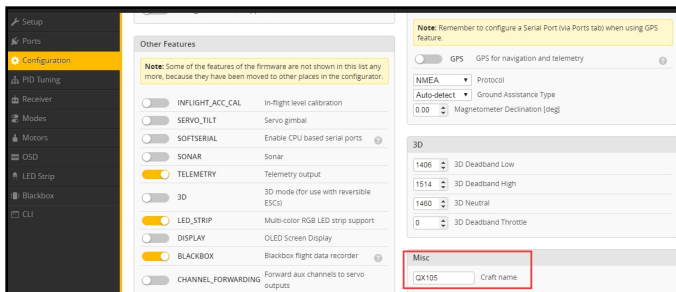 Setup
Ports
Configuration
PID Tuning
Receiver
Modes
Motors
OSD
LED Strip
Blackbox
CLI
Other Features
Note: Some of the features of the firmware are not shown in this list any
more, because they have been moved to other places in the configurator.
INFLIGHT_ACC_CAL In-flight level calibration
SERVO_TILT Servo gimbal
SOFTSERIAL Enable CPU based serial ports
SONAR Sonar
TELEMETRY Telemetry output
3D 3D mode (for use with reversible
ESCs)
LED_STRIP Multi-color RGB LED strip support
DISPLAY OLED Screen Display
BLACKBOX Blackbox flight data recorder
CHANNEL_FORWARDING Forward aux channels to servo
outputs
Note: Remember to configure a Serial Port (via Ports tab) when using GPS
feature.
GPS GPS for navigation and telemetry
NMEA Protocol
Auto-detect Ground Assistance Type
0.00 Magnetometer Declination [deg]
3D
1406 3D Deadband Low
1514 3D Deadband High
1460 3D Neutral
0 3D Deadband Throttle
Misc
QX105 Craft name